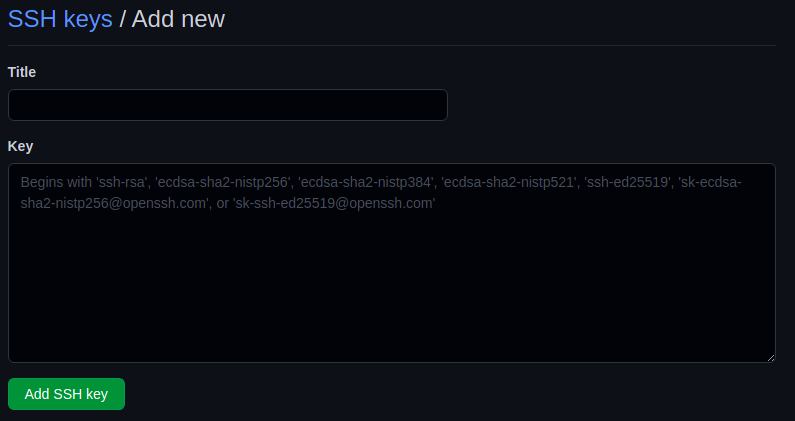 SSH keys / Add new
Title
Key
Begins with 'ssh-rsa', 'ecdsa-sha2-nistp256', 'ecdsa-sha2-nistp384', 'ecdsa-sha2-nistp521', 'ssh-ed25519', 'sk-ecdsa-
sha2-nistp256@openssh.com', or 'sk-ssh-ed25519@openssh.com'
Add SSH key